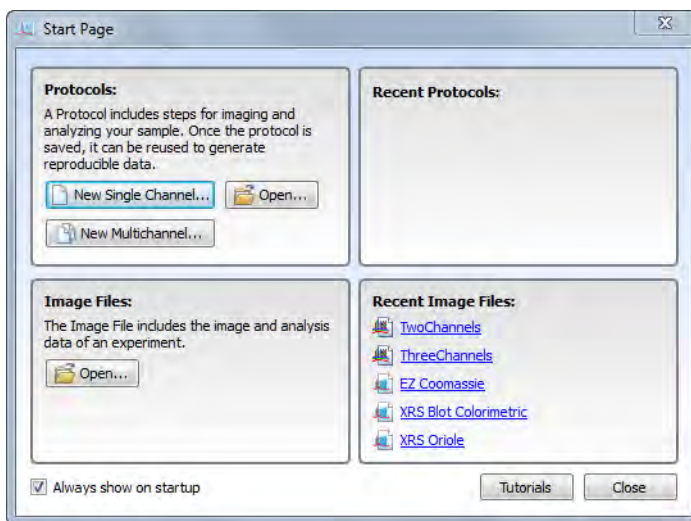 Start Page
Protocols:
A Protocol includes steps for imaging and
analyzing your sample. Once the protocol is
saved, it can be reused to generate
reproducible data.
New Single Channel... Open...
New Multichannel...
Recent Protocols:
Image Files:
The Image File includes the image and analysis
data of an experiment.
Open...
Recent Image Files:
TwoChannels
ThreeChannels
EZ Coomassie
XRS Blot Colorimetric
XRS Oriole
Always show on startup
Tutorials Close